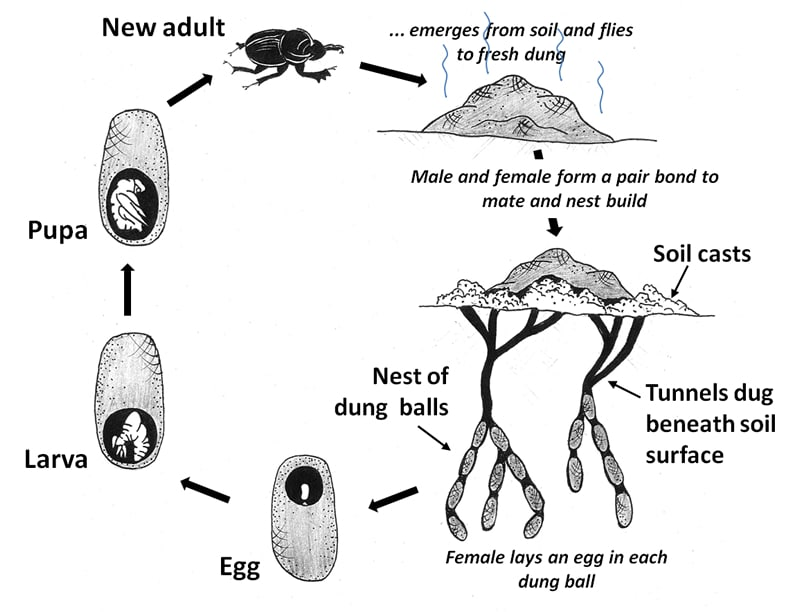 New adult
... emerges from soil and flies
to fresh dung
Male and female form a pair bond to
mate and nest build
Soil casts
Nest of
dung balls
Tunnels dug
beneath soil
surface
Female lays an egg in each
dung ball
Egg
Larva
Pupa